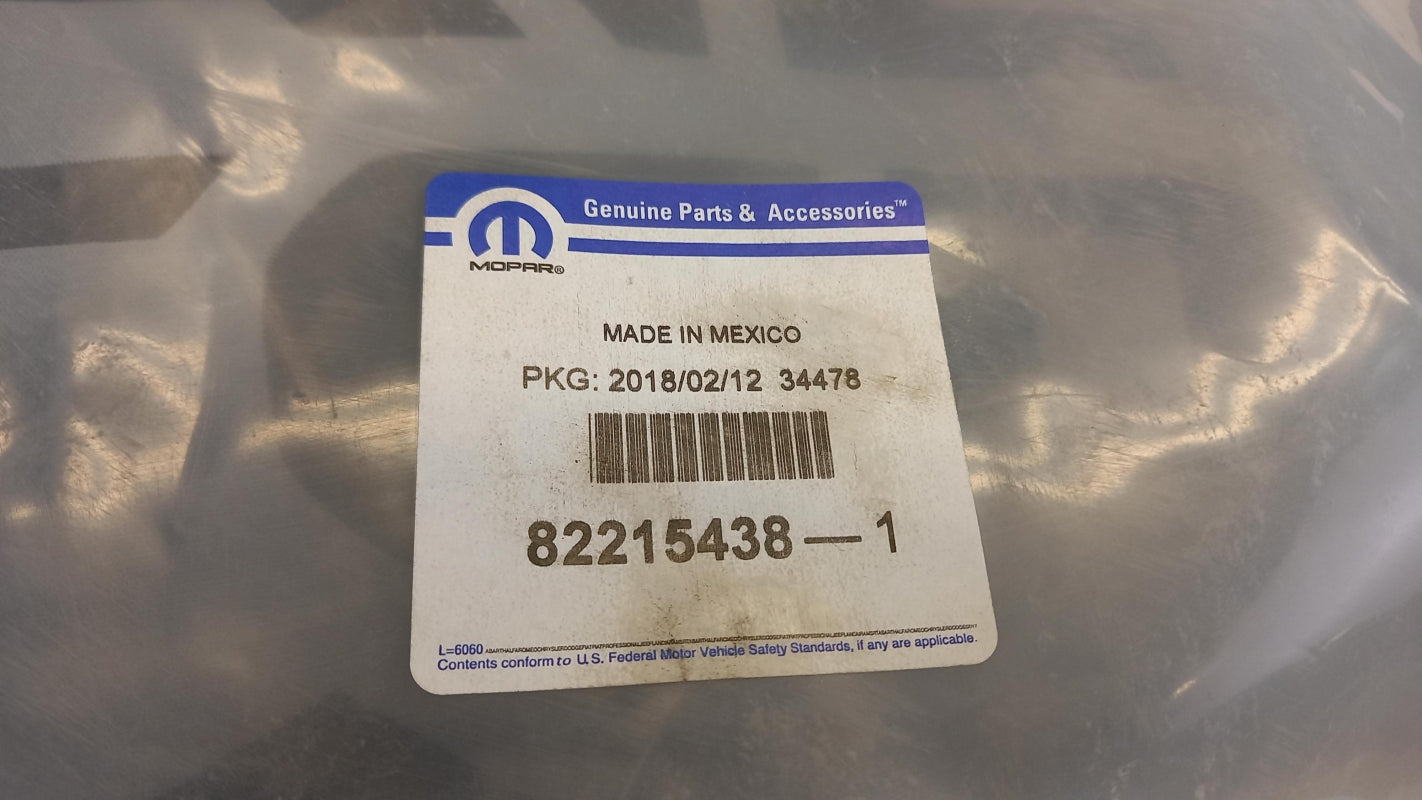 Genuine Parts & Accessories™
MOPAR®
MADE IN MEXICO
PKG: 2018/02/12 34478
82215438—1
L=6060
Contents conform to U.S. Federal Motor Vehicle Safety Standards, if any are applicable.